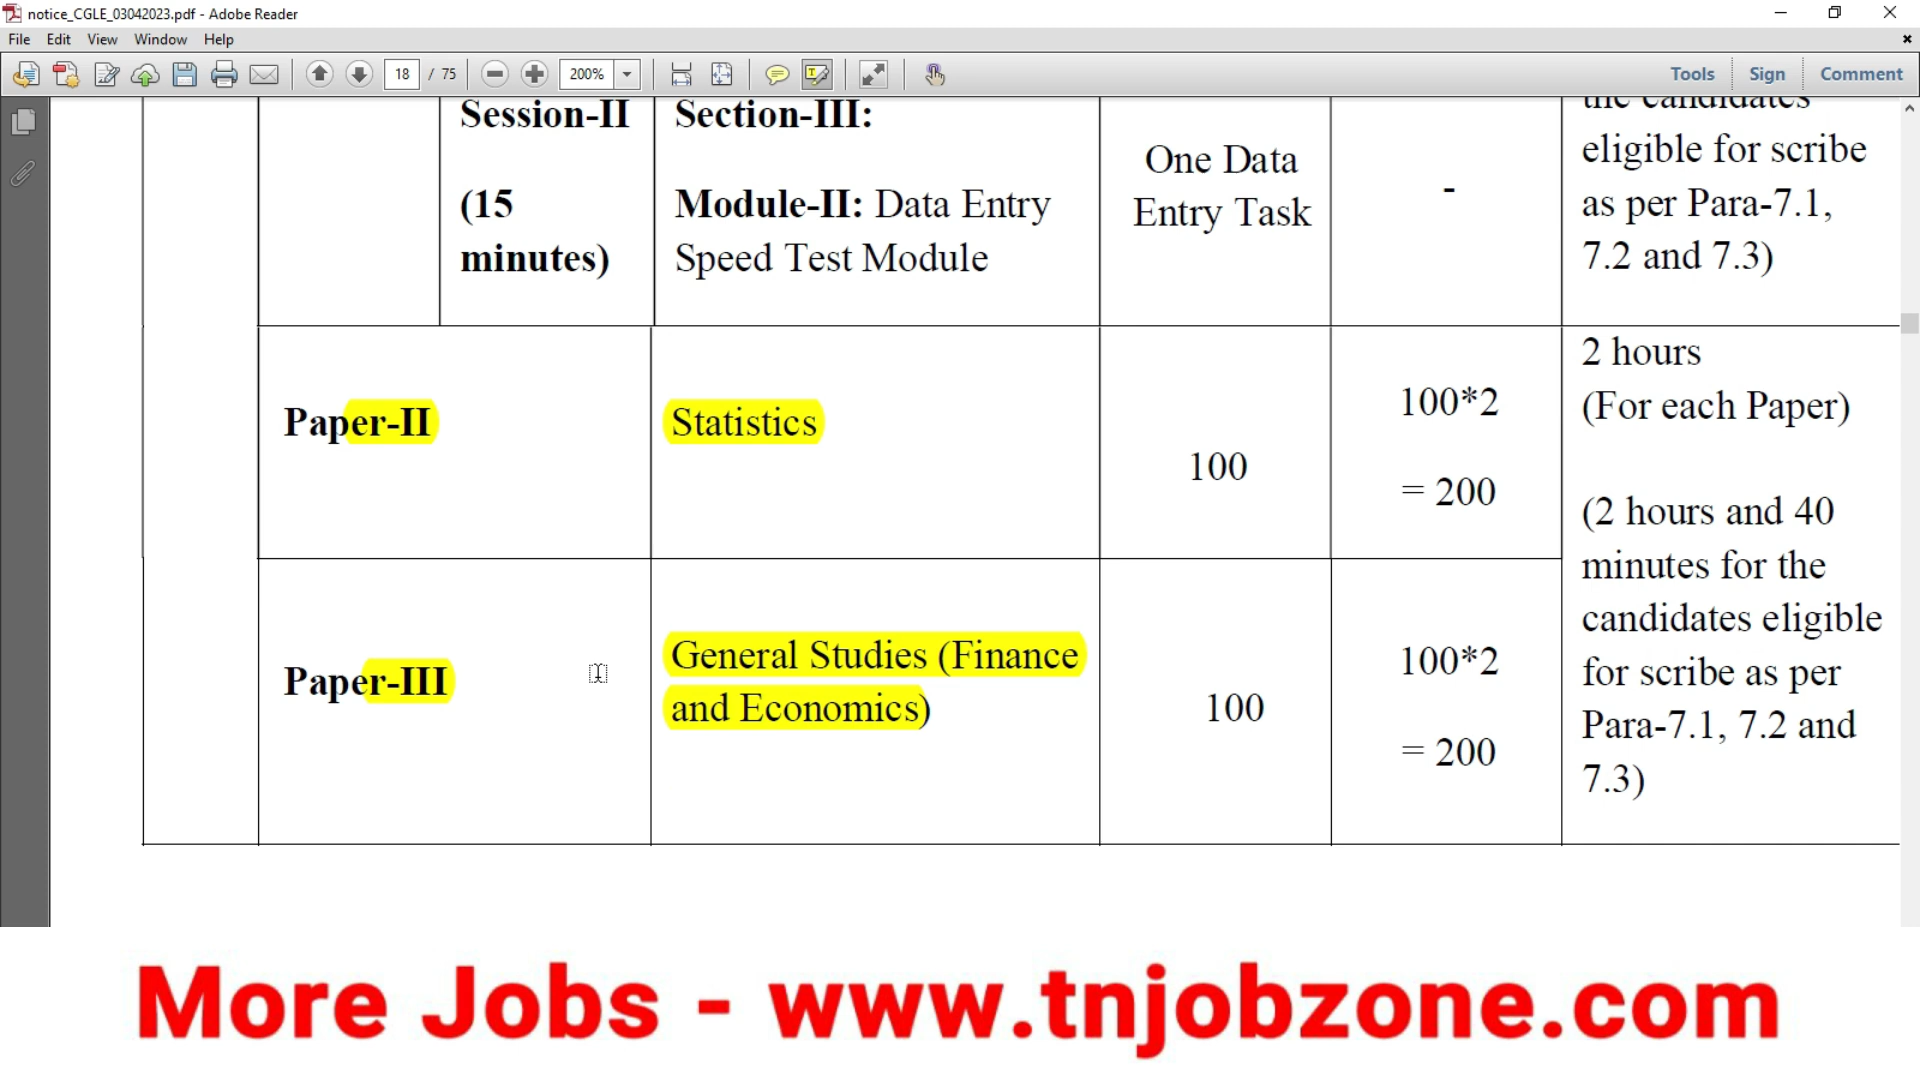 notice_CGLE_03042023.pdf - Adobe Reader
File Edit View Window Help
18 / 75 200% Tools Sign Comment
Session-II
(15
minutes)
Section-III:
Module-II: Data Entry
Speed Test Module
One Data
Entry Task
-
the candidates
eligible for scribe
as per Para-7.1,
7.2 and 7.3)
Paper-II
Statistics
100
100*2
= 200
2 hours
(For each Paper)
(2 hours and 40
minutes for the
candidates eligible
for scribe as per
Para-7.1, 7.2 and
7.3)
Paper-III
General Studies (Finance
and Economics)
100
100*2
= 200
More Jobs - www.tnjobzone.com